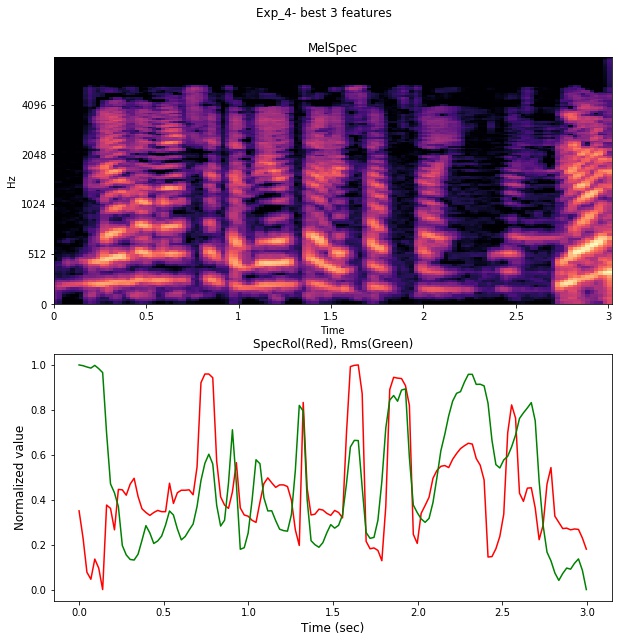 Exp_4- best 3 features
MelSpec
4096
2048
1024
512
0
Hz
0 0.5 1 1.5 2 2.5 3
Time
SpecRol(Red), Rms(Green)
1.0
0.8
0.6
0.4
0.2
0.0
Normalized value
0.0 0.5 1.0 1.5 2.0 2.5 3.0
Time (sec)